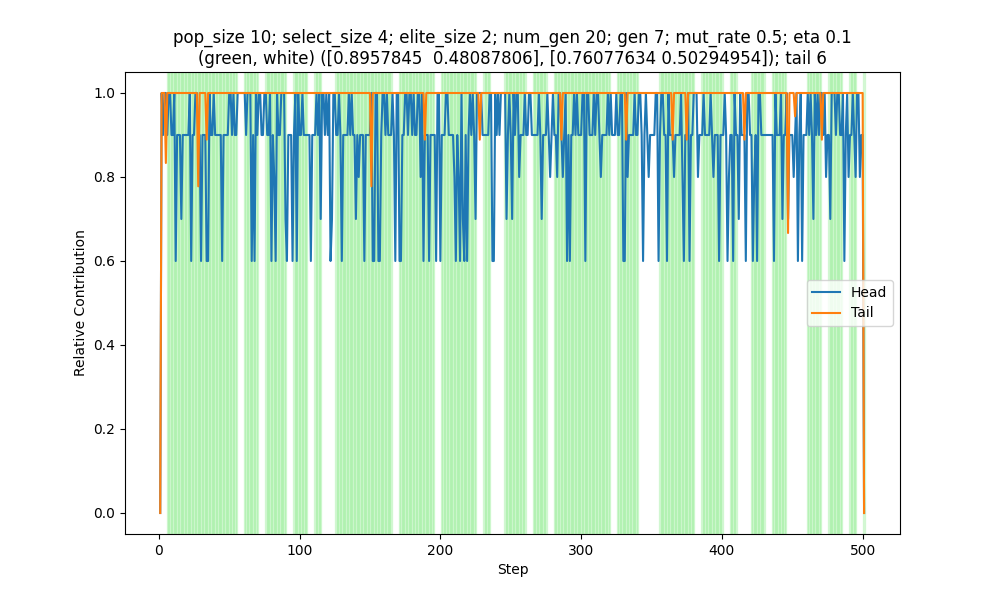 pop_size 10; select_size 4; elite_size 2; num_gen 20; gen 7; mut_rate 0.5; eta 0.1
(green, white) ([0.8957845  0.48087806], [0.76077634 0.50294954]); tail 6
1.0
0.8
0.6
0.4
0.2
0.0
Relative Contribution
Head
Tail
0
100
200
300
400
500
Step